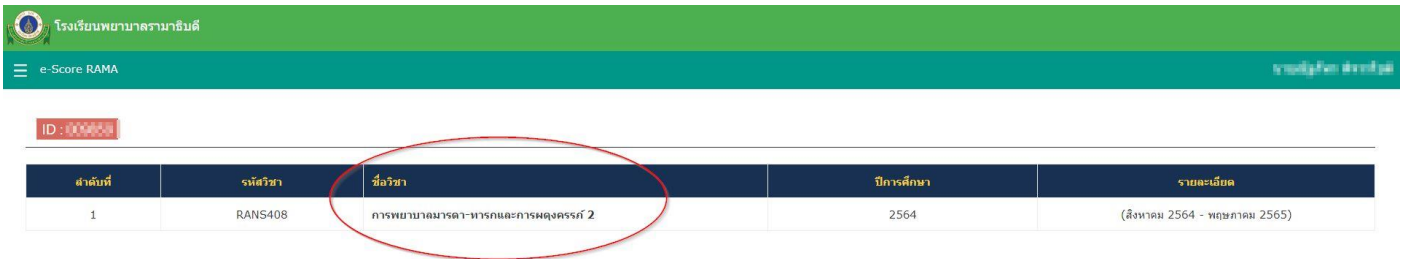 โรงเรียนพยาบาลรามาธิบดี
e-Score RAMA
ID :
ลำดับที่ รหัสวิชา ชื่อวิชา ปีการศึกษา รายละเอียด
1 RANS408 การพยาบาลมารดา-ทารกและการผดุงครรภ์ 2 2564 (สิงหาคม 2564 - พฤษภาคม 2565)